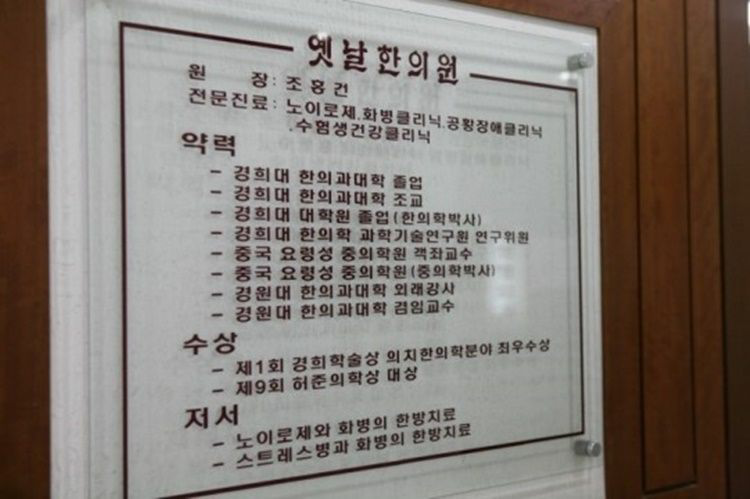 옛날한의원
원 장: 조홍건
전문진료: 노이로제.화병클리닉.공황장애클리닉
.수험생건강클리닉
약력
- 경희대 한의과대학 졸업
- 경희대 한의과대학 조교
- 경희대 대학원 졸업(한의학박사)
- 경희대 한의학 과학기술연구원 연구위원
- 중국 요령성 중의학원 객좌교수
- 중국 요령성 중의학원(중의학박사)
- 경원대 한의과대학 외래강사
- 경원대 한의과대학 겸임교수
수상
- 제1회 경희학술상 의치한의학분야 최우수상
- 제9회 허준의학상 대상
저서
- 노이로제와 화병의 한방치료
- 스트레스병과 화병의 한방치료